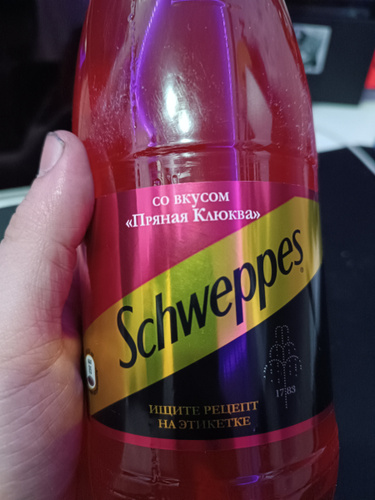 со вкусом
«Пряная Клюква»
Schweppes
1783
ИЩИТЕ РЕЦЕПТ
НА ЭТИКЕТКЕ